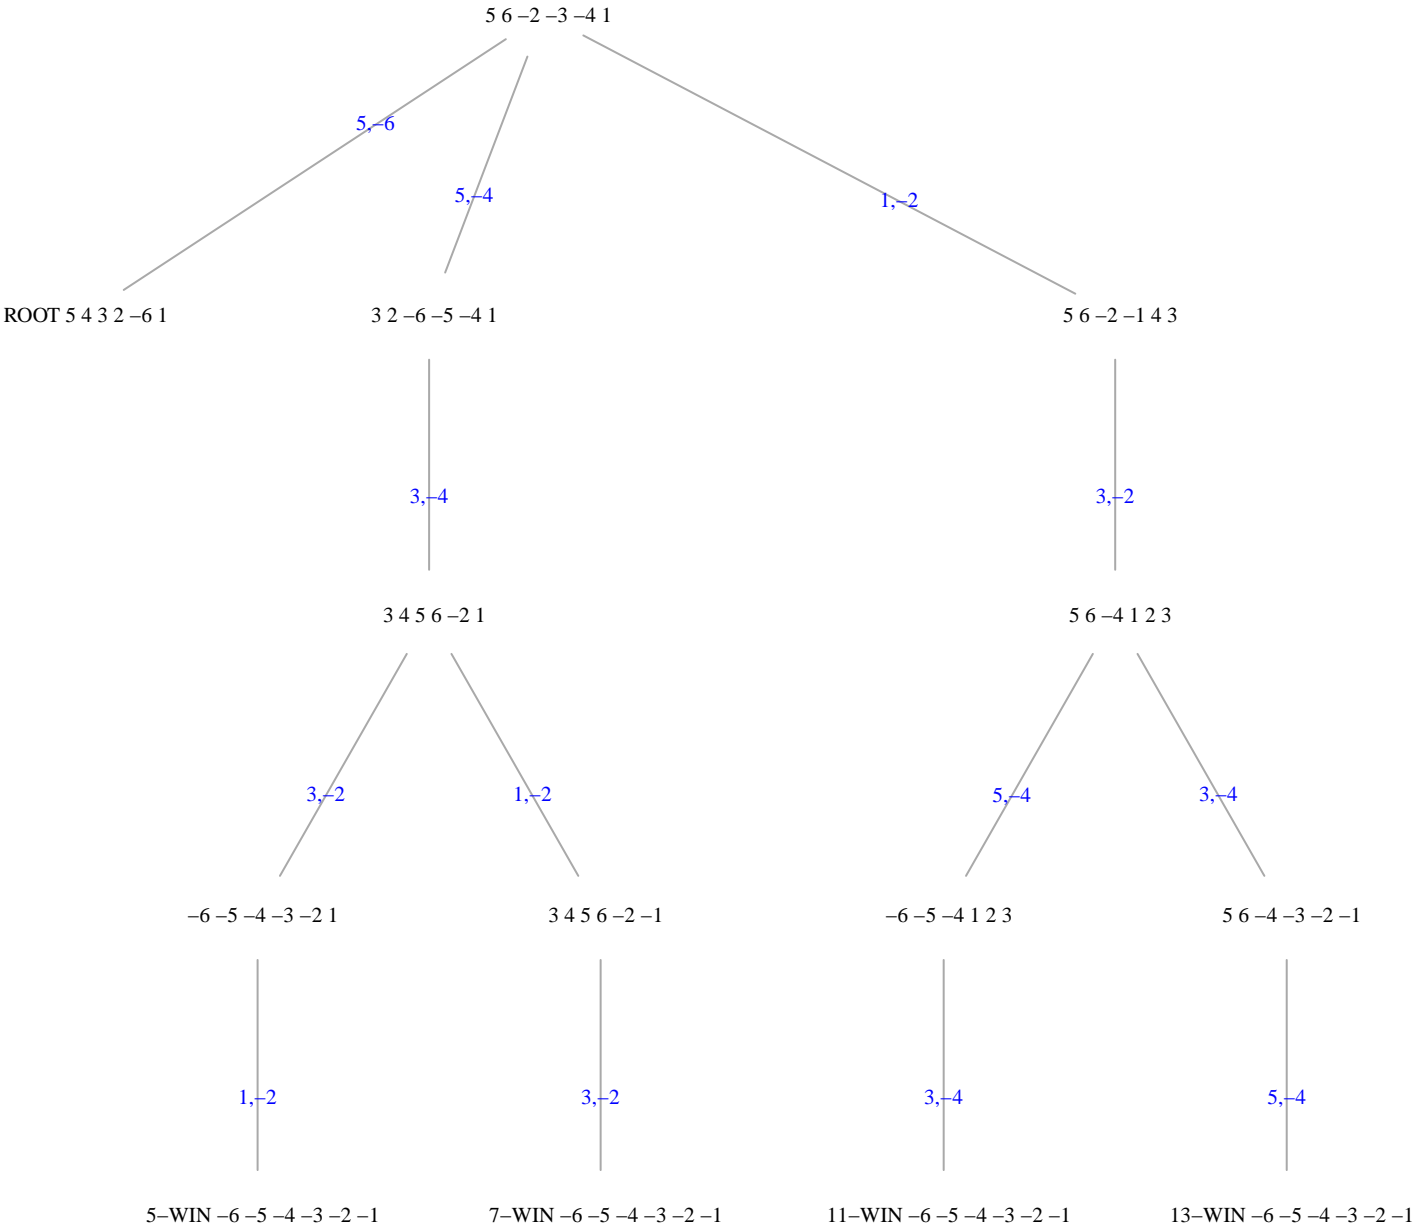 5 6 –2 –3 –4 1
5,–6
5,–4
1,–2
ROOT 5 4 3 2 –6 1
3 2 –6 –5 –4 1
5 6 –2 –1 4 3
3,–4
3,–2
3 4 5 6 –2 1
5 6 –4 1 2 3
3,–2
1,–2
5,–4
3,–4
–6 –5 –4 –3 –2 1
3 4 5 6 –2 –1
–6 –5 –4 1 2 3
5 6 –4 –3 –2 –1
1,–2
3,–2
3,–4
5,–4
5–WIN –6 –5 –4 –3 –2 –1
7–WIN –6 –5 –4 –3 –2 –1
11–WIN –6 –5 –4 –3 –2 –1
13–WIN –6 –5 –4 –3 –2 –1